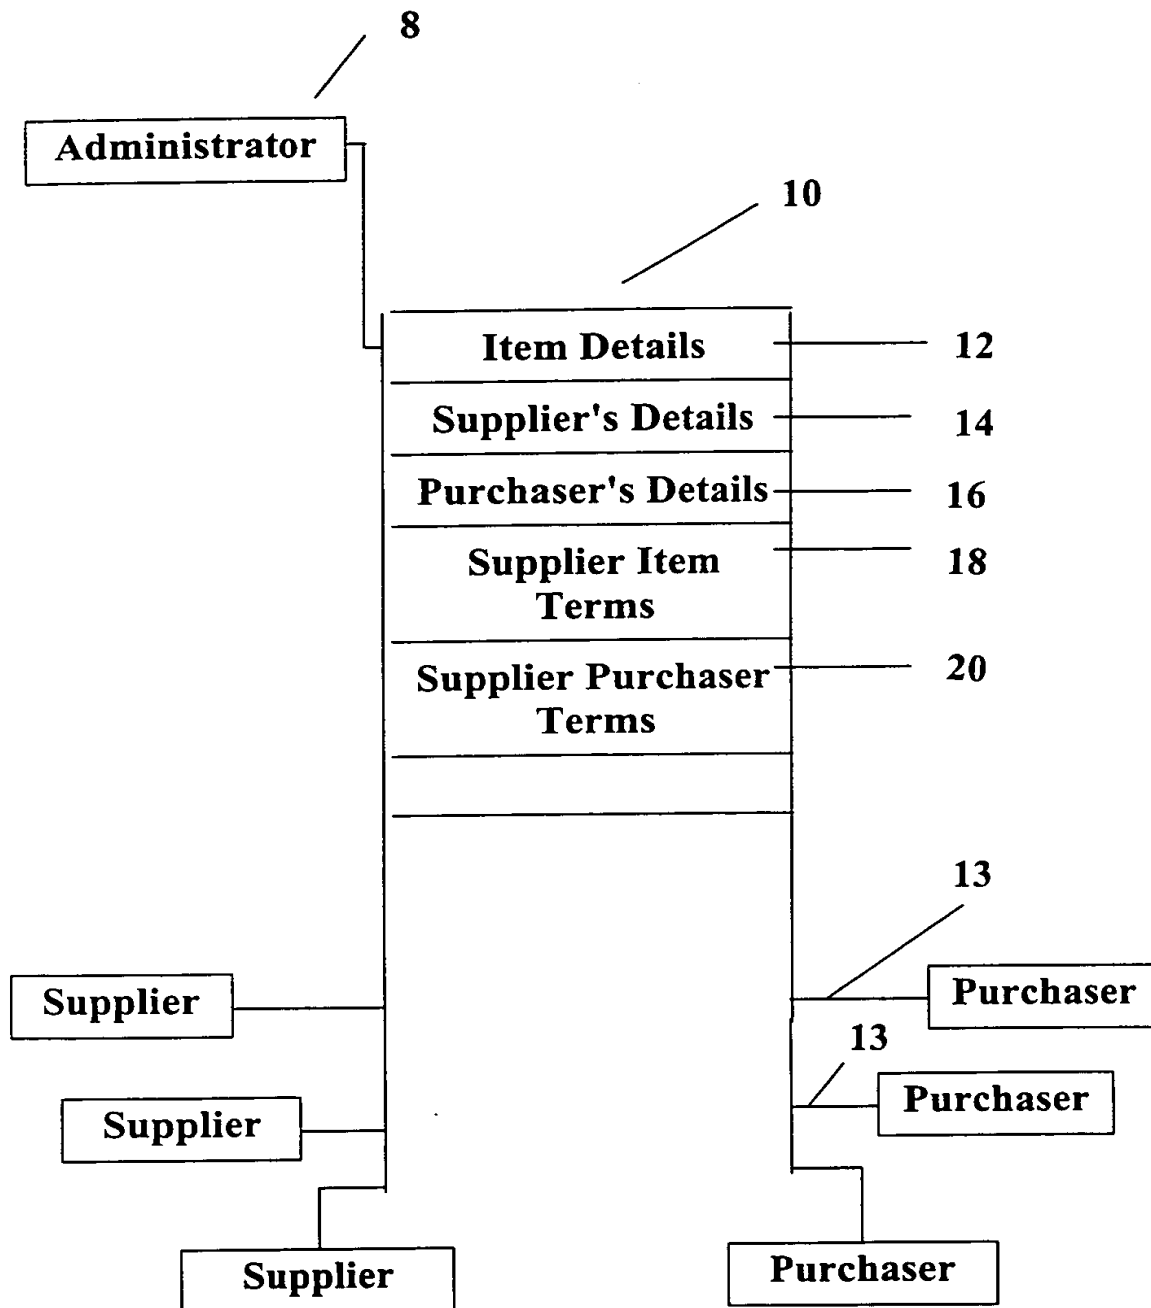 8
Administrator
10
Item Details
12
Supplier's Details
14
Purchaser's Details
16
Supplier Item
Terms
18
Supplier Purchaser
Terms
20
13
Supplier
Purchaser
13
Supplier
Purchaser
Supplier
Purchaser